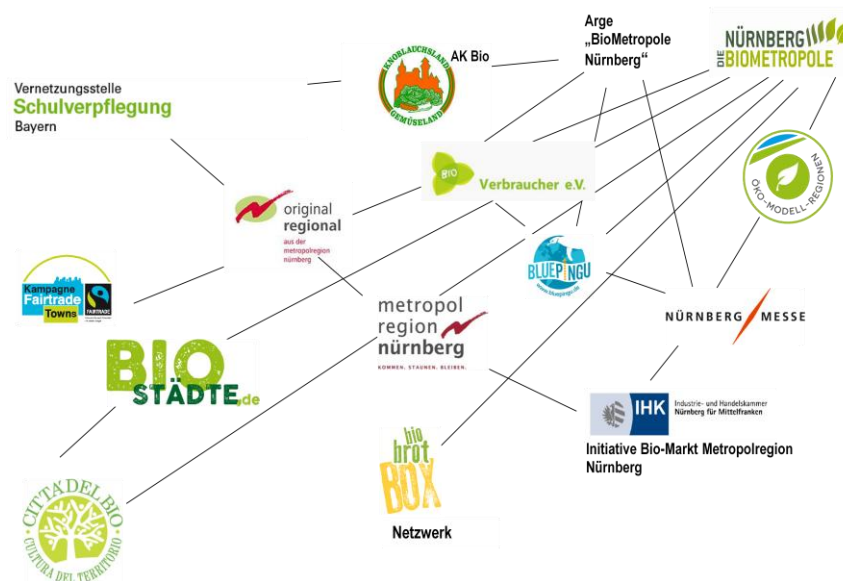 Arge
„BioMetropole
Nürnberg“
NÜRNBERG
DIE BIOMETROPOLE
KNOBLAUCHSLAND
GEMÜSELAND
AK Bio
Vernetzungsstelle
Schulverpflegung
Bayern
BIO
Verbraucher e.V.
ÖKO-MODELL-REGIONEN
original
regional
aus der
metropolregion
nürnberg
BLUEPINGU
www.bluepingu.de
Kampagne
Fairtrade
Towns
FAIRTRADE
metropol
region
nürnberg
KOMMEN. STAUNEN. BLEIBEN.
NÜRNBERG MESSE
BIO
STÄDTE.de
IHK
Industrie- und Handelskammer
Nürnberg für Mittelfranken
Initiative Bio-Markt Metropolregion
Nürnberg
bio
brot
BOX
Netzwerk
CITTÀ DEL BIO
CULTURA DEL TERRITORIO